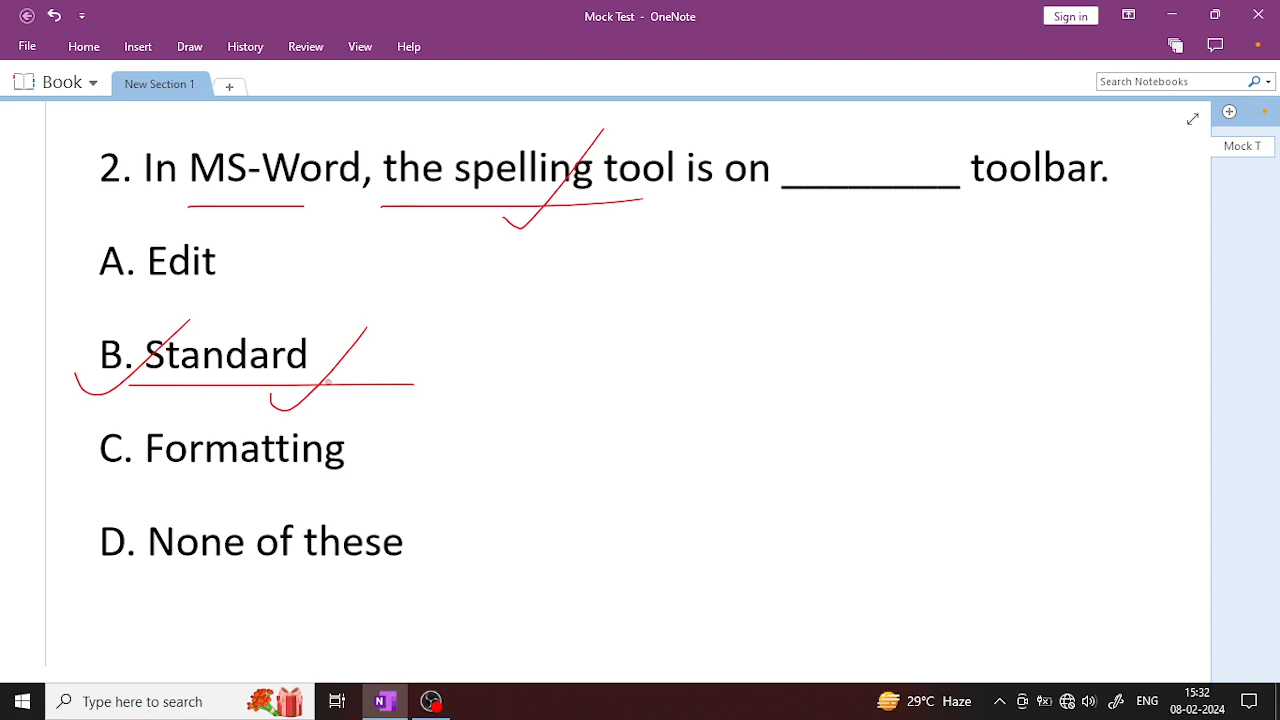 Mock Test - OneNote
Sign in
File Home Insert Draw History Review View Help
Book New Section 1 +
Search Notebooks
Mock T
2. In MS-Word, the spelling tool is on ________ toolbar.
A. Edit
B. Standard
C. Formatting
D. None of these
Type here to search
29°C Haze
ENG
15:32
08-02-2024